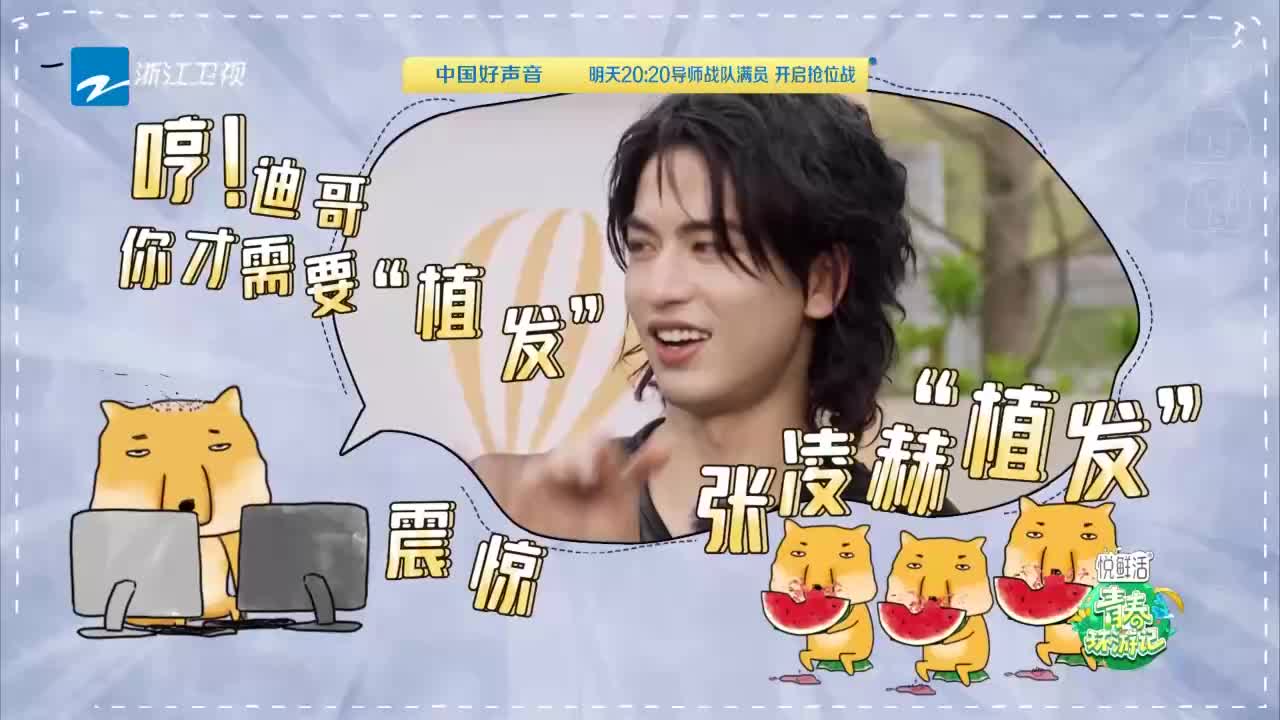 浙江卫视
中国好声音 明天20:20导师战队满员 开启抢位战
哼!迪哥
你才需要“植发”
震惊
张凌赫“植发”
悦鲜活
青春
环游记